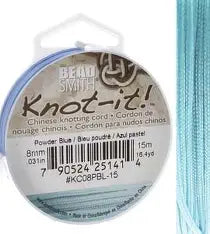 BEAD
SMITH
Knot-it!
Chinese knotting cord • Cordon de
nouage chinois • Cordón para nudos chinos
Powder Blue / Bleu poudré / Azul pastel
8mm
.031in
15m
16.4yd
7 90524 25141 4
#KC08PBL-15